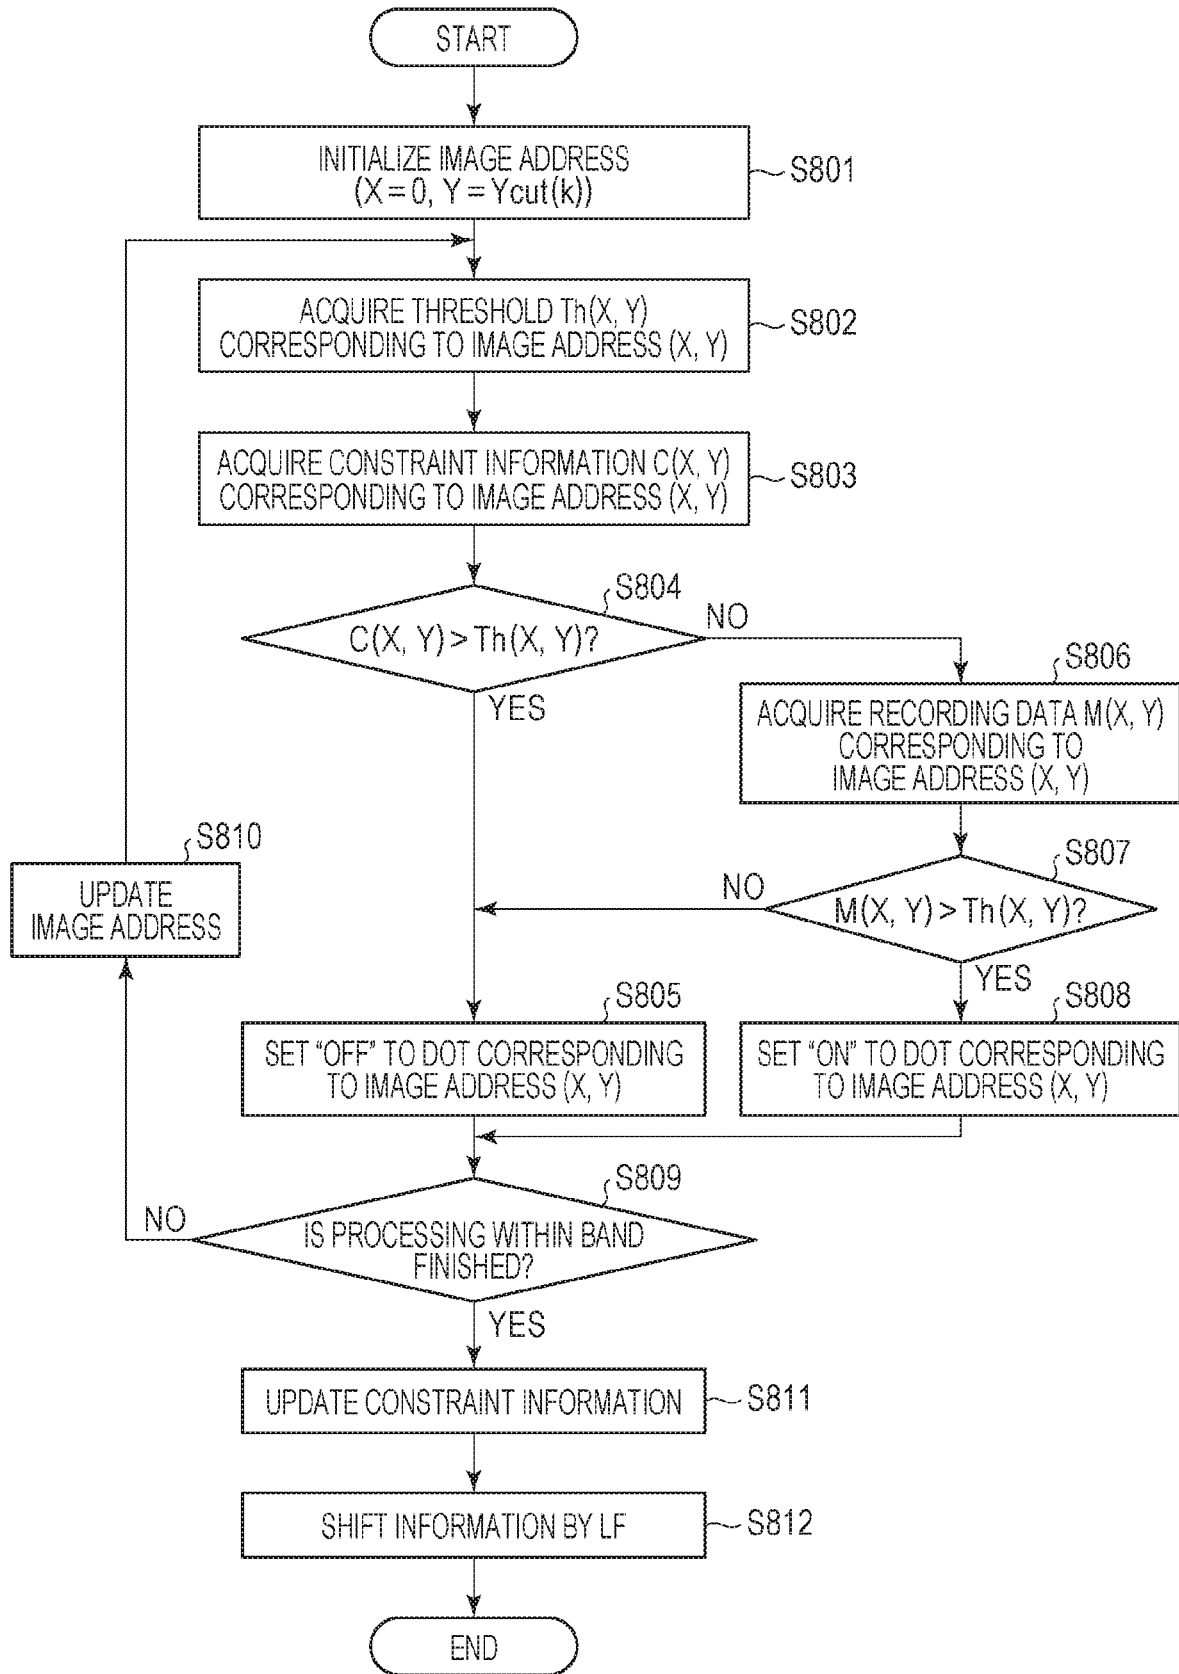 START
INITIALIZE IMAGE ADDRESS
(X = 0, Y = Ycut(k))
S801
ACQUIRE THRESHOLD Th(X, Y)
CORRESPONDING TO IMAGE ADDRESS (X, Y)
S802
ACQUIRE CONSTRAINT INFORMATION C(X, Y)
CORRESPONDING TO IMAGE ADDRESS (X, Y)
S803
S804
C(X, Y) > Th(X, Y)?
NO
YES
S806
ACQUIRE RECORDING DATA M(X, Y)
CORRESPONDING TO
IMAGE ADDRESS (X, Y)
S810
UPDATE
IMAGE ADDRESS
S807
M(X, Y) > Th(X, Y)?
NO
YES
S805
SET "OFF" TO DOT CORRESPONDING
TO IMAGE ADDRESS (X, Y)
S808
SET "ON" TO DOT CORRESPONDING
TO IMAGE ADDRESS (X, Y)
S809
IS PROCESSING WITHIN BAND
FINISHED?
NO
YES
UPDATE CONSTRAINT INFORMATION
S811
SHIFT INFORMATION BY LF
S812
END